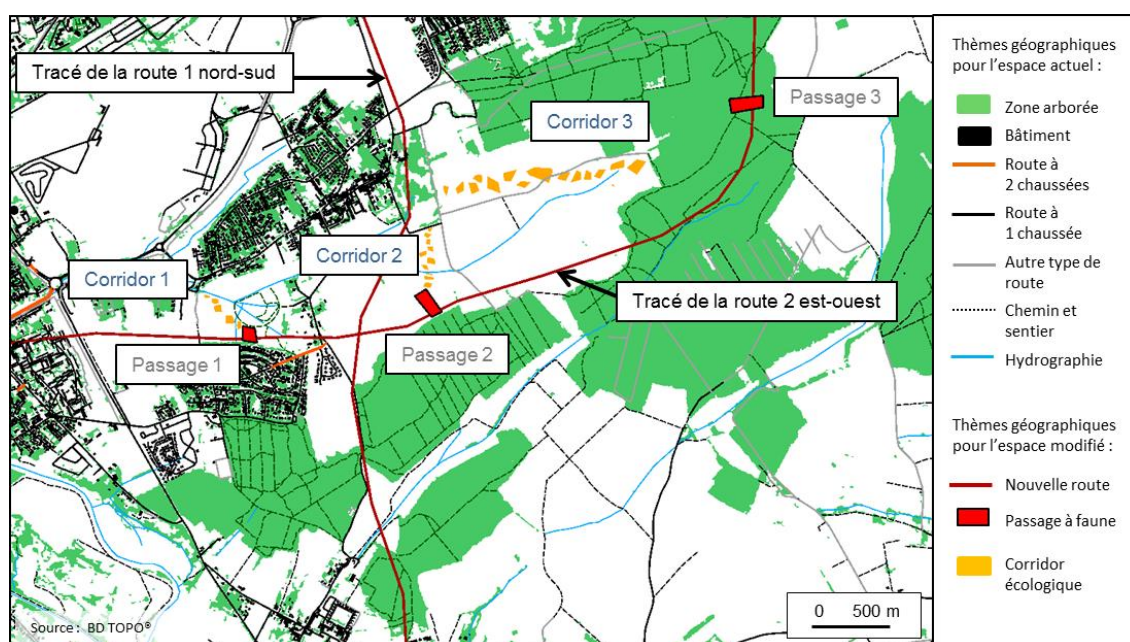 Tracé de la route 1 nord-sud
Corridor 3
Passage 3
Corridor 2
Corridor 1
Tracé de la route 2 est-ouest
Passage 2
Passage 1
0 500 m
Source : BD TOPO®
Thèmes géographiques
pour l'espace actuel :
Zone arborée
Bâtiment
Route à
2 chaussées
Route à
1 chaussée
Autre type de
route
Chemin et
sentier
Hydrographie
Thèmes géographiques
pour l'espace modifié :
Nouvelle route
Passage à faune
Corridor
écologique